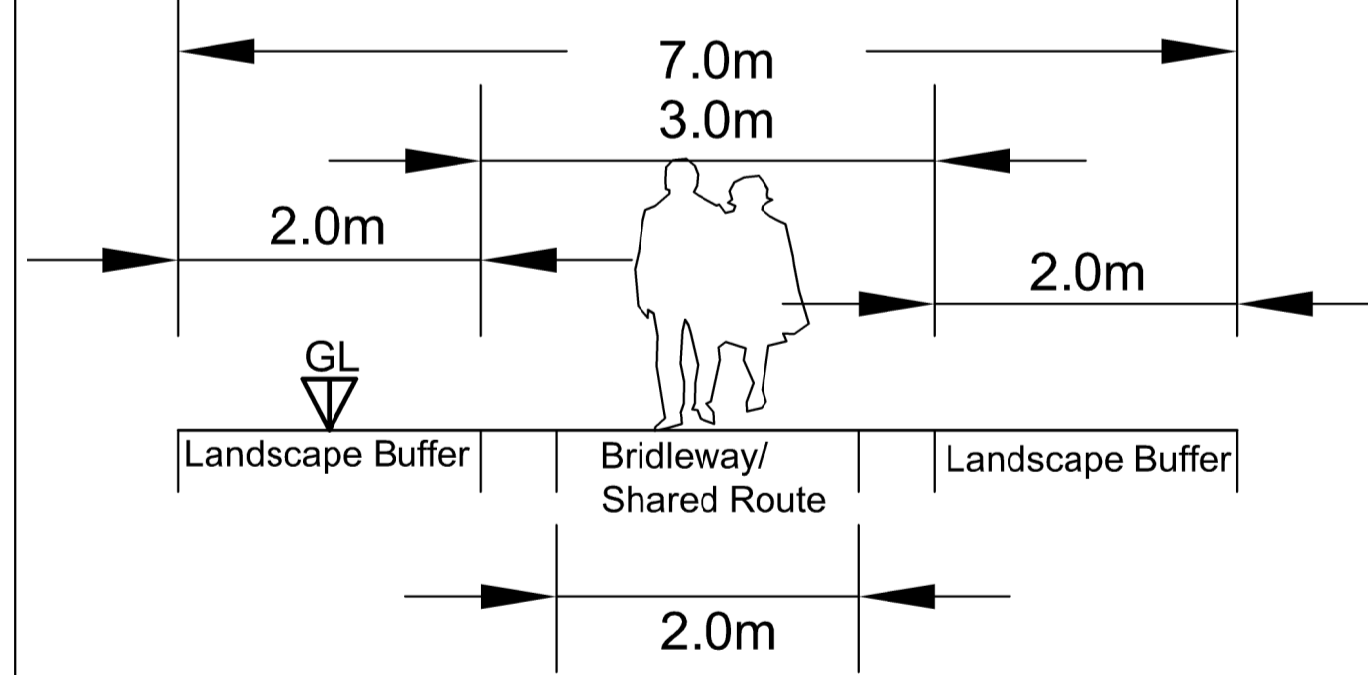 7.0m
3.0m
2.0m
2.0m
GL
Landscape Buffer
Bridleway/
Shared Route
Landscape Buffer
2.0m